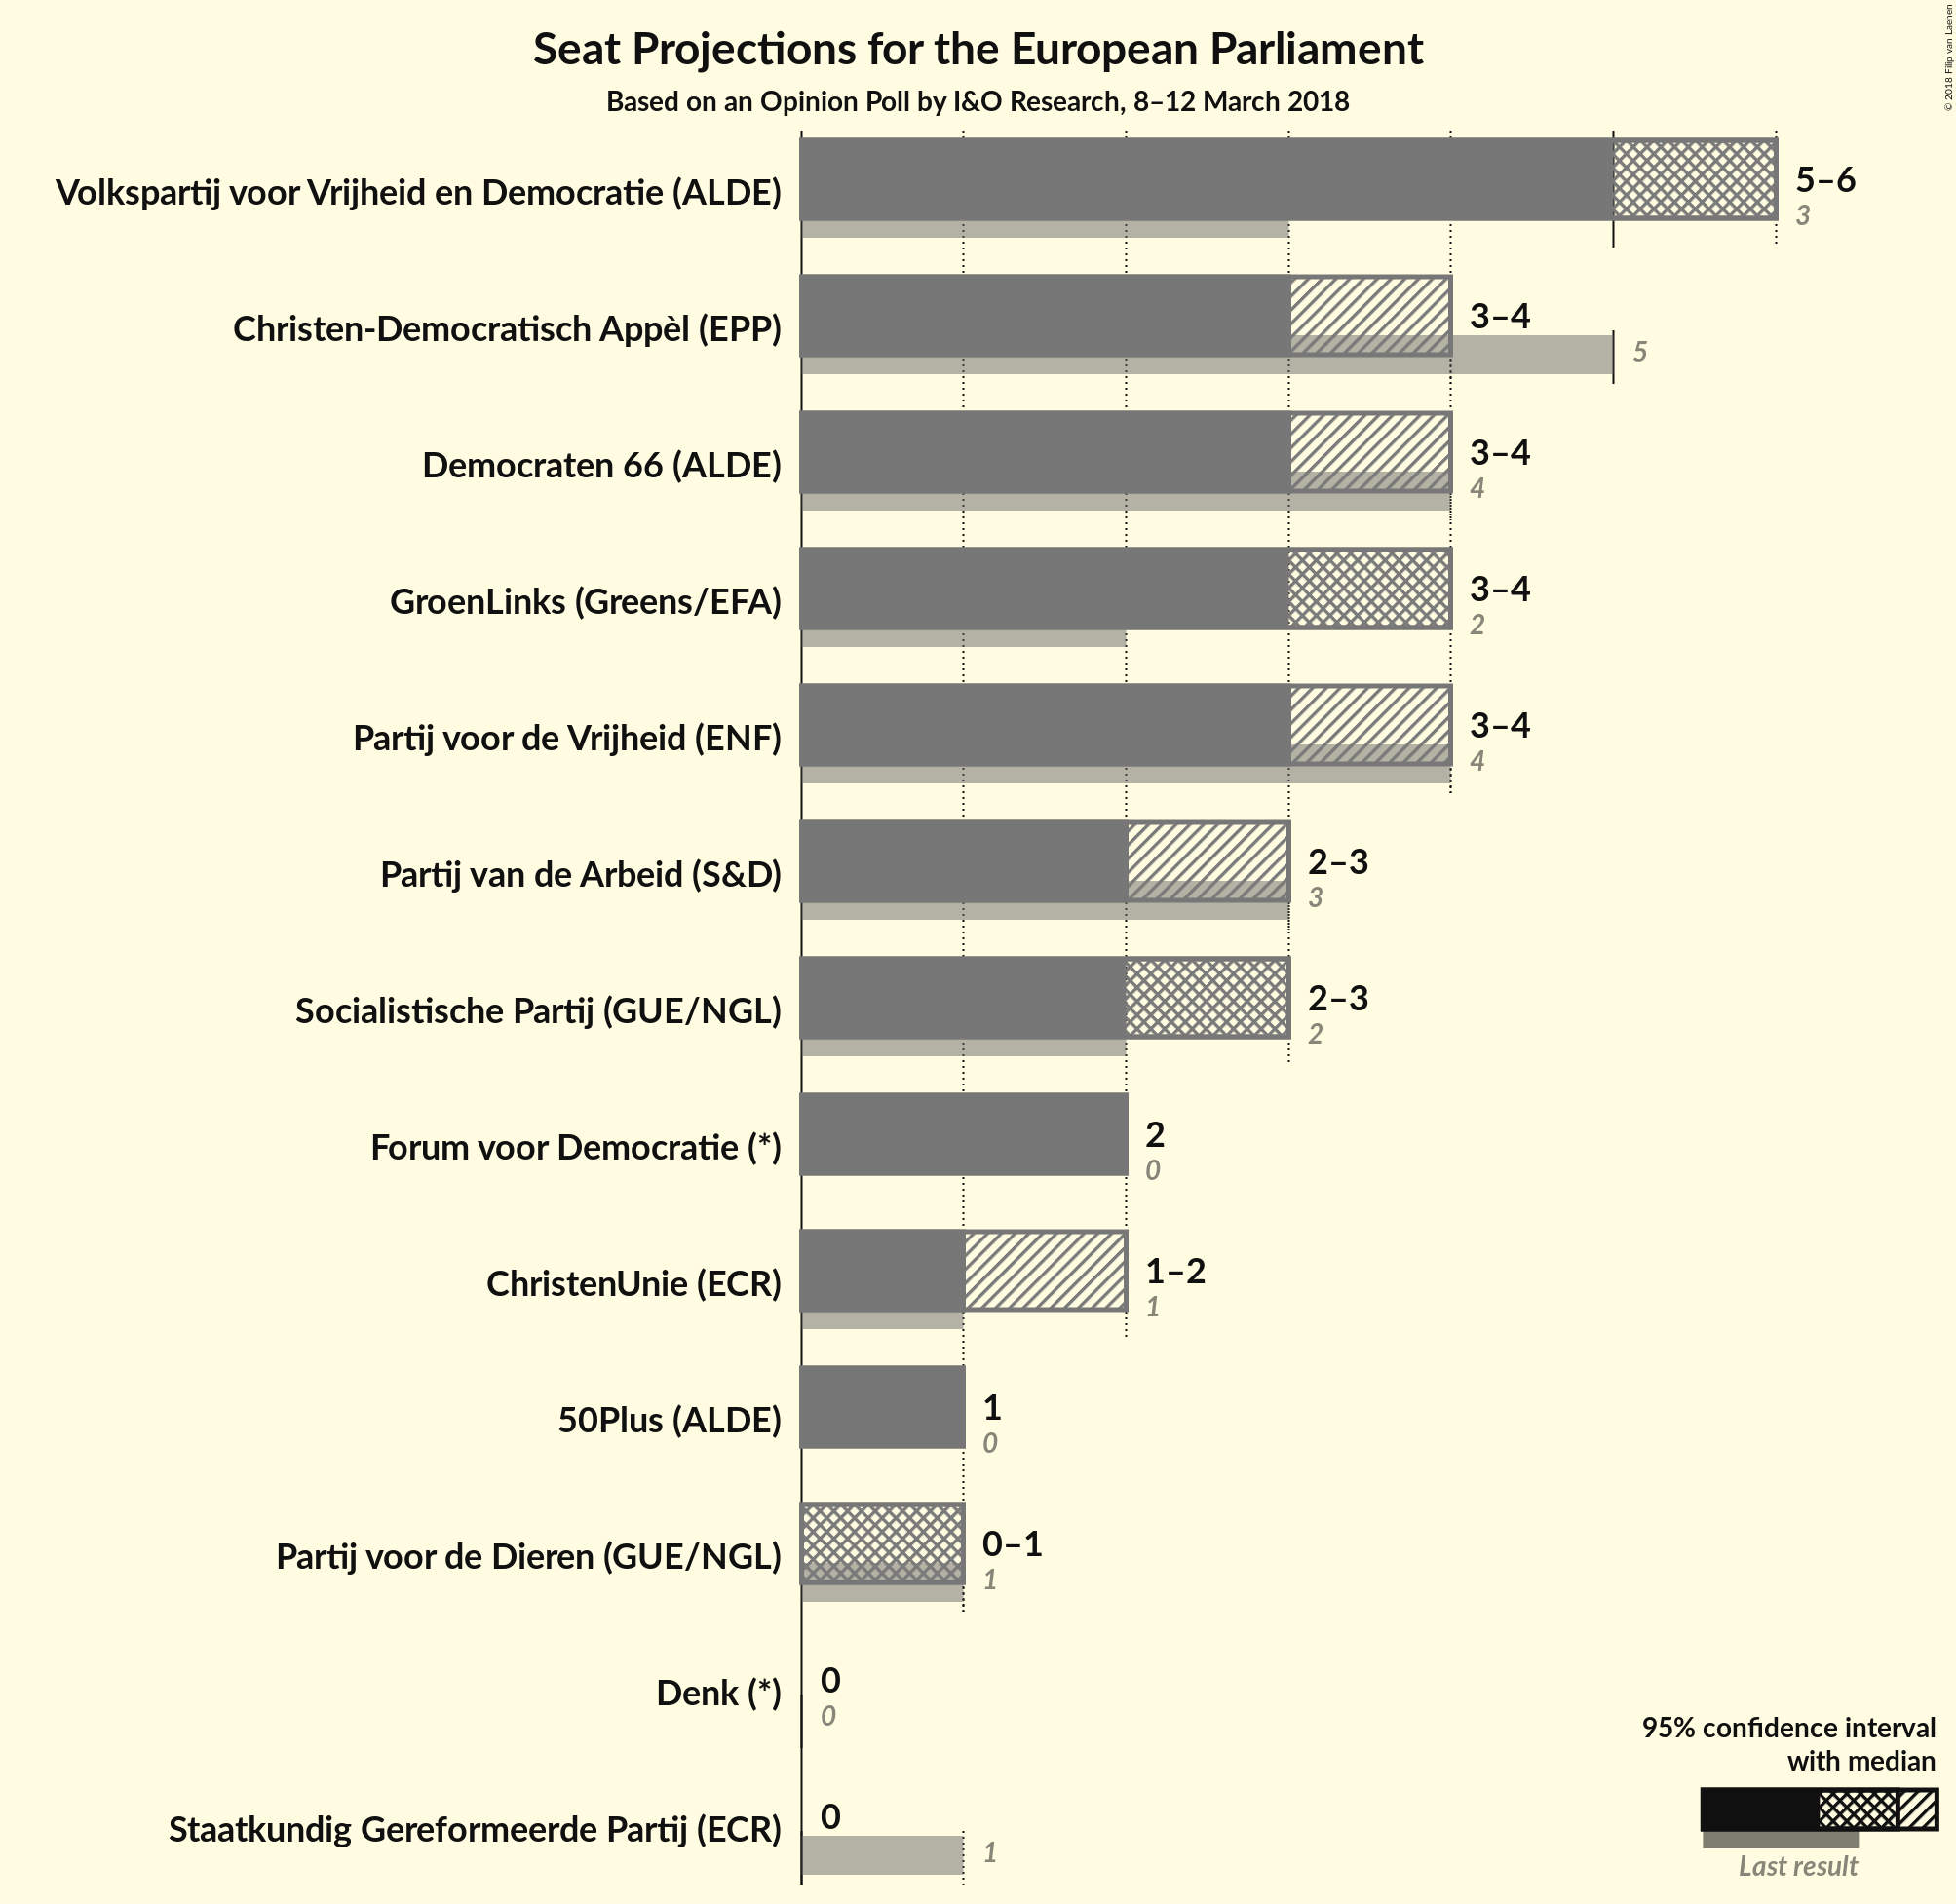 Seat Projections for the European Parliament
Based on an Opinion Poll by I&O Research, 8–12 March 2018
© 2018 Filip van Laenen
Volkspartij voor Vrijheid en Democratie (ALDE)
5–6
3
Christen-Democratisch Appèl (EPP)
3–4
5
Democraten 66 (ALDE)
3–4
4
GroenLinks (Greens/EFA)
3–4
2
Partij voor de Vrijheid (ENF)
3–4
4
Partij van de Arbeid (S&D)
2–3
3
Socialistische Partij (GUE/NGL)
2–3
2
Forum voor Democratie (*)
2
0
ChristenUnie (ECR)
1–2
1
50Plus (ALDE)
1
0
Partij voor de Dieren (GUE/NGL)
0–1
1
Denk (*)
0
0
Staatkundig Gereformeerde Partij (ECR)
0
1
95% confidence interval
with median
Last result